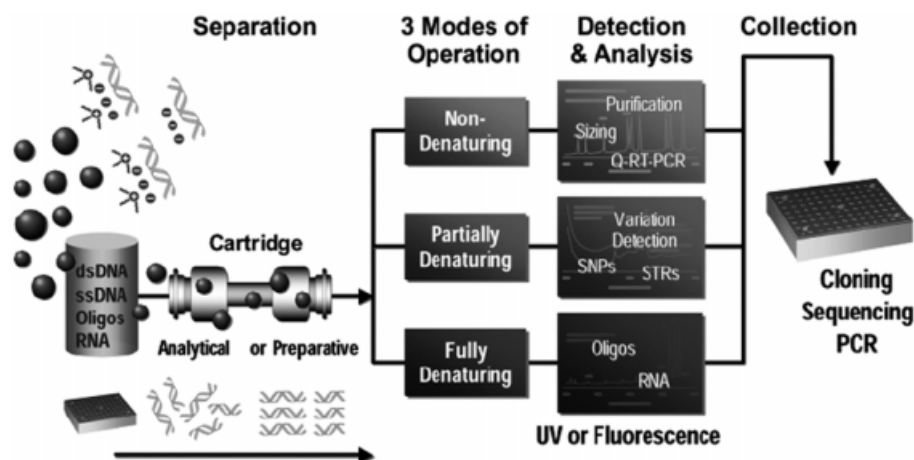 Separation
3 Modes of
Operation
Detection
& Analysis
Collection
dsDNA
ssDNA
Oligos
RNA
Cartridge
Analytical or Preparative
Non-
Denaturing
Partially
Denaturing
Fully
Denaturing
Purification
Sizing
Q-RT-PCR
Variation
Detection
SNPs
STRs
Oligos
RNA
UV or Fluorescence
Cloning
Sequencing
PCR